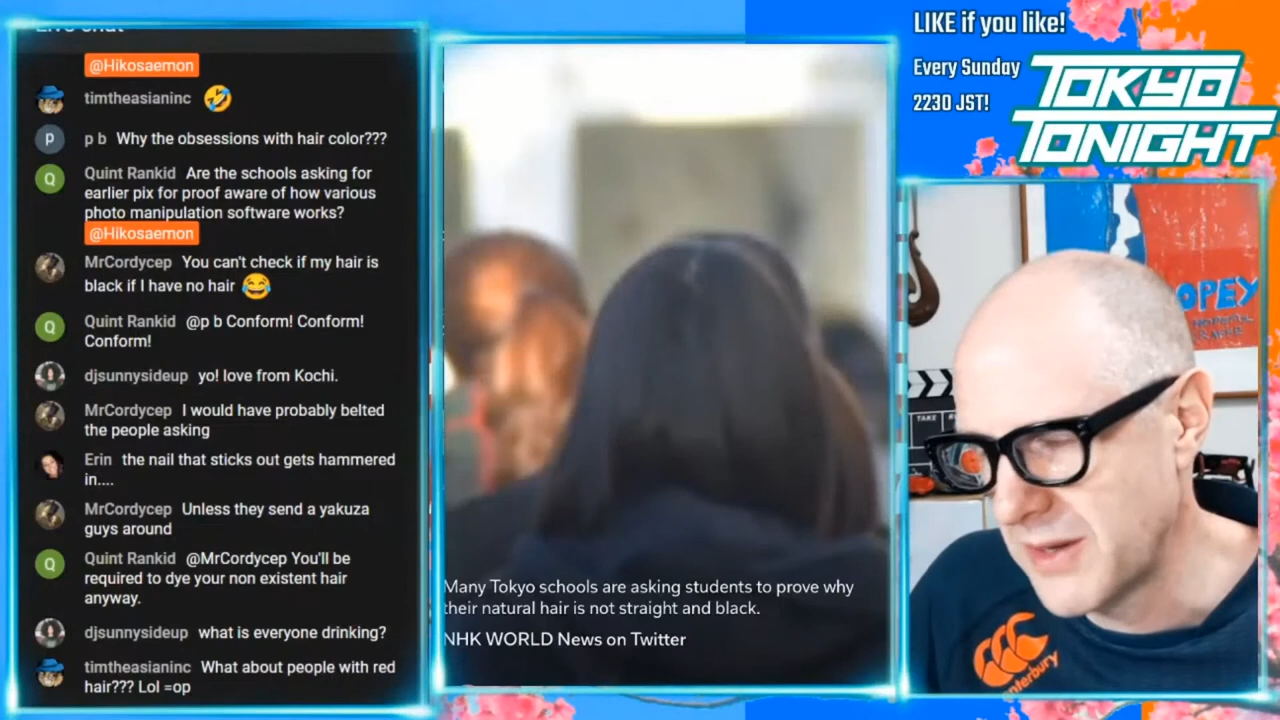 Live chat
@Hikosaemon
timtheasianinc
p b Why the obsessions with hair color???
Quint Rankid Are the schools asking for
earlier pix for proof aware of how various
photo manipulation software works?
@Hikosaemon
MrCordycep You can't check if my hair is
black if I have no hair
Quint Rankid @p b Conform! Conform!
Conform!
djsunnysideup yo! love from Kochi.
MrCordycep I would have probably belted
the people asking
Erin the nail that sticks out gets hammered
in....
MrCordycep Unless they send a yakuza
guys around
Quint Rankid @MrCordycep You'll be
required to dye your non existent hair
anyway.
djsunnysideup what is everyone drinking?
timtheasianinc What about people with red
hair??? Lol =op
Many Tokyo schools are asking students to prove why
their natural hair is not straight and black.
NHK WORLD News on Twitter
LIKE if you like!
Every Sunday
2230 JST!
TOKYO
TONIGHT
OPEY
TAKE
anterbury